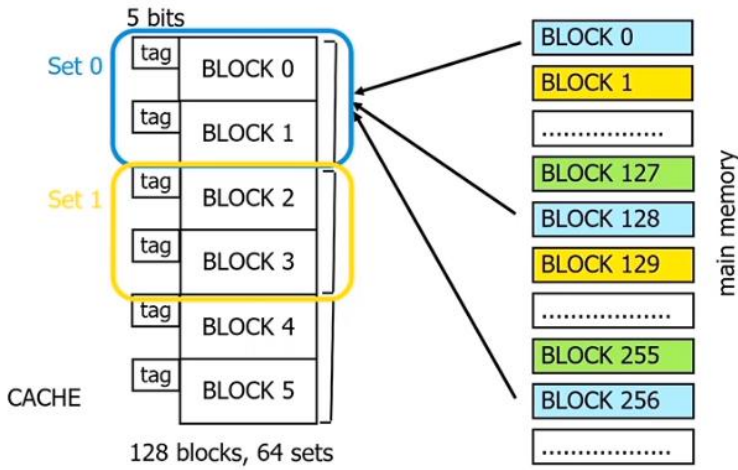 5 bits
Set 0
tag
BLOCK 0
tag
BLOCK 1
Set 1
tag
BLOCK 2
tag
BLOCK 3
tag
BLOCK 4
tag
BLOCK 5
CACHE
128 blocks, 64 sets
BLOCK 0
BLOCK 1
.................
BLOCK 127
BLOCK 128
BLOCK 129
..................
BLOCK 255
BLOCK 256
..................
main memory